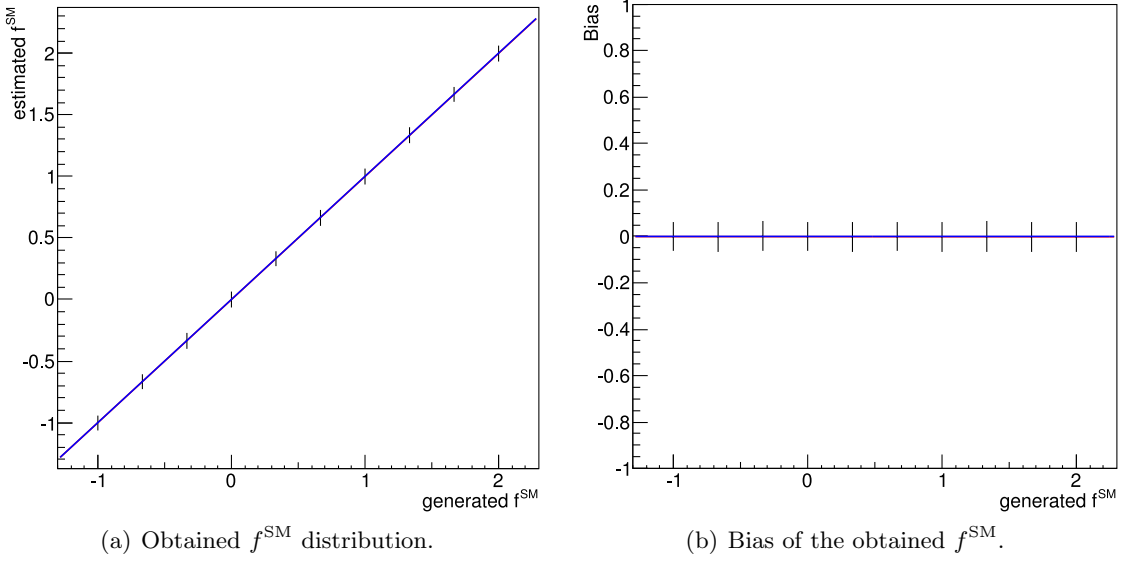 estimated f^SM
2
1.5
1
0.5
0
-0.5
-1
-1 0 1 2
generated f^SM
(a) Obtained f^SM distribution.
Bias
1
0.8
0.6
0.4
0.2
0
-0.2
-0.4
-0.6
-0.8
-1
-1 0 1 2
generated f^SM
(b) Bias of the obtained f^SM.